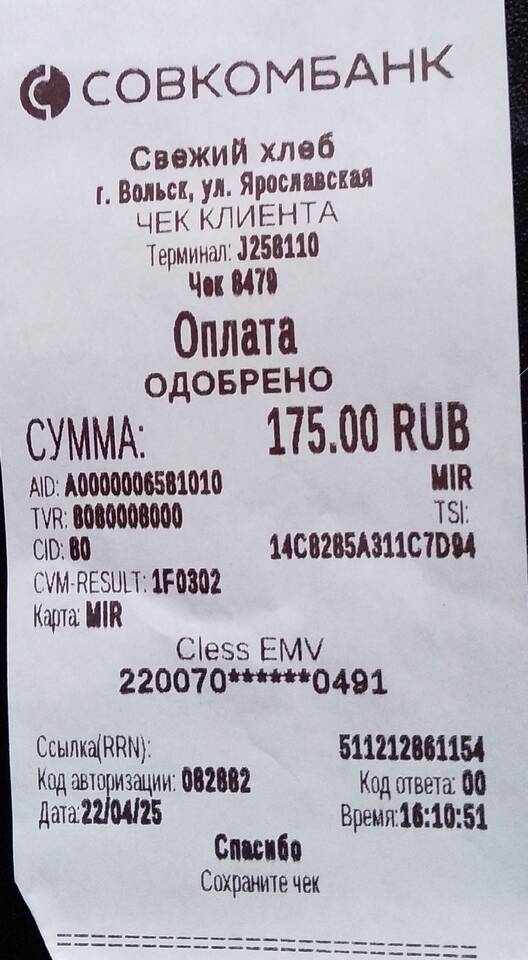 СОВКОМБАНК
Свежий хлеб
г. Вольск, ул. Ярославская
ЧЕК КЛИЕНТА
Терминал: J258110
Чек 8479
Оплата
ОДОБРЕНО
СУММА: 175.00 RUB
AID: A0000006581010 MIR
TVR: 8080008000 TSI:
CID: 80 14C8285A311C7D94
CVM-RESULT: 1F0302
Карта: MIR
Cless EMV
220070******0491
Ссылка(RRN): 511212861154
Код авторизации: 082882 Код ответа: 00
Дата:22/04/25 Время:16:10:51
Спасибо
Сохраните чек
================================